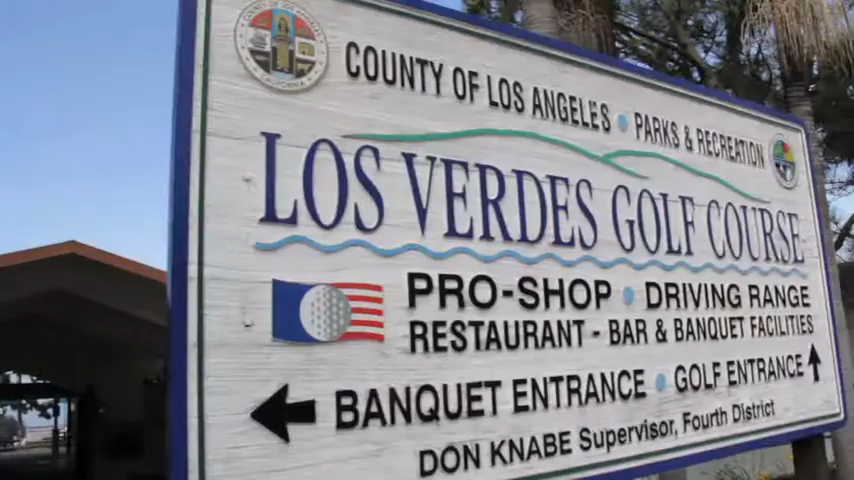 COUNTY OF LOS ANGELES • PARKS & RECREATION
LOS VERDES GOLF COURSE
PRO-SHOP • DRIVING RANGE
RESTAURANT - BAR & BANQUET FACILITIES
BANQUET ENTRANCE • GOLF ENTRANCE
DON KNABE Supervisor, Fourth District